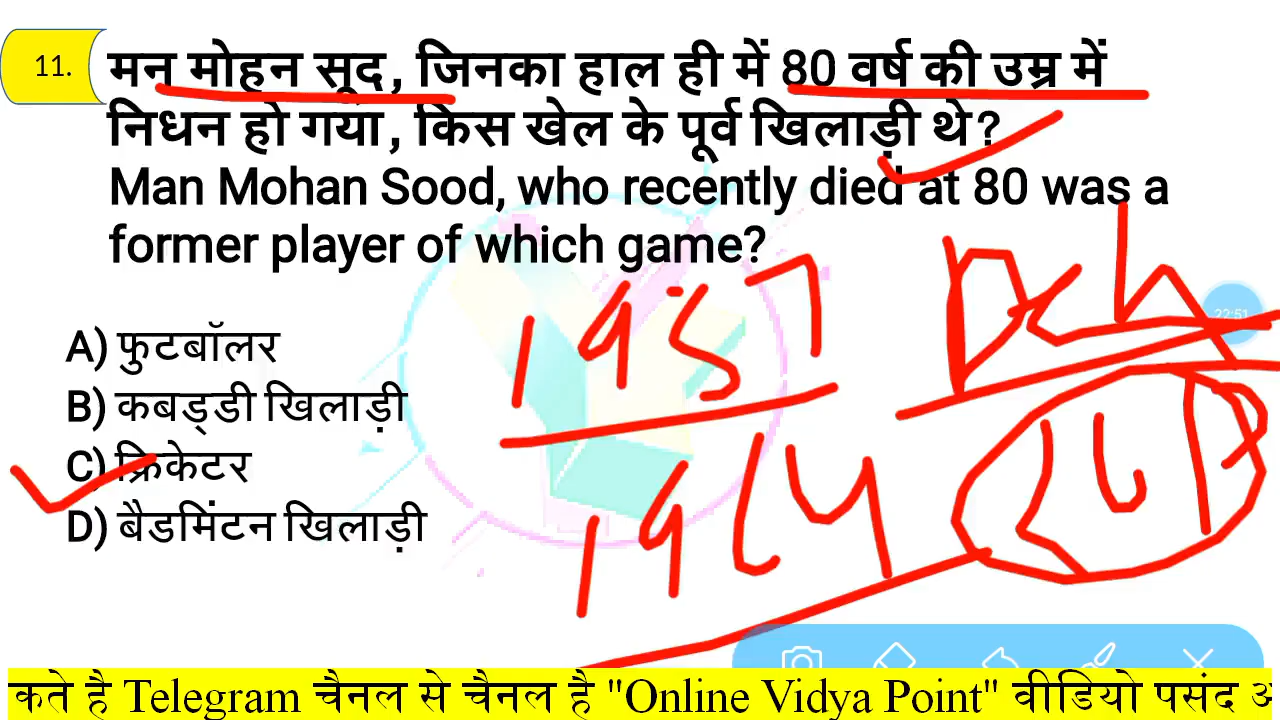 11.
मन मोहन सूद, जिनका हाल ही में 80 वर्ष की उम्र में
निधन हो गया, किस खेल के पूर्व खिलाड़ी थे?
Man Mohan Sood, who recently died at 80 was a
former player of which game?
A) फुटबॉलर
B) कबड्डी खिलाड़ी
C) क्रिकेटर
D) बैडमिंटन खिलाड़ी
1957
1964
22:51
कते है Telegram चैनल से चैनल है "Online Vidya Point" वीडियो पसंद